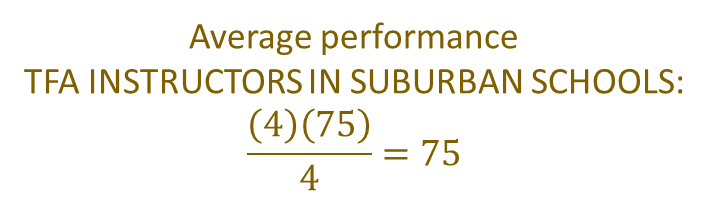 Average performance
TFA INSTRUCTORS IN SUBURBAN SCHOOLS:
(4)(75)
4
= 75